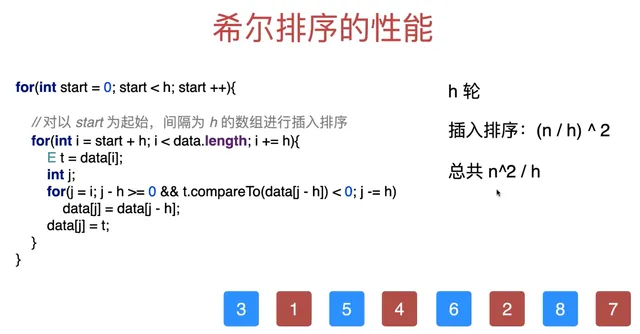 希尔排序的性能
for(int start = 0; start < h; start ++){
// 对以 start 为起始，间隔为 h 的数组进行插入排序
for(int i = start + h; i < data.length; i += h){
E t = data[i];
int j;
for(j = i; j - h >= 0 && t.compareTo(data[j - h]) < 0; j -= h)
data[j] = data[j - h];
data[j] = t;
}
}
h 轮
插入排序：(n / h) ^ 2
总共 n^2 / h
3 1 5 4 6 2 8 7